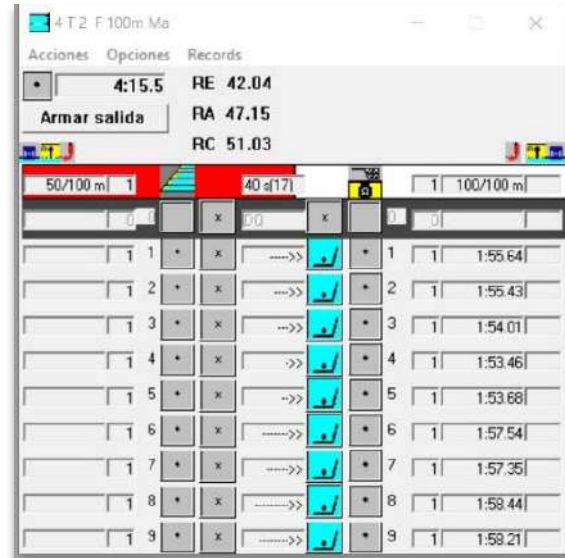 4 T 2 F 100m Ma
Acciones Opciones Records
* 4:15.5 RE 42.04
Armar salida RA 47.15
RC 51.03
50/100 m 1 40 s(17) 1 100/100 m
0 0 x 00 x 0 0
1 1 * x ----->> * 1 1 1:55.64
1 2 * x ---->> * 2 1 1:55.43
1 3 * x --->> * 3 1 1:54.01
1 4 * x ->> * 4 1 1:53.46
1 5 * x -->> * 5 1 1:53.68
1 6 * x ------->> * 6 1 1:57.54
1 7 * x ------>> * 7 1 1:57.35
1 8 * x --------->> * 8 1 1:58.44
1 9 * x -------->> * 9 1 1:58.21